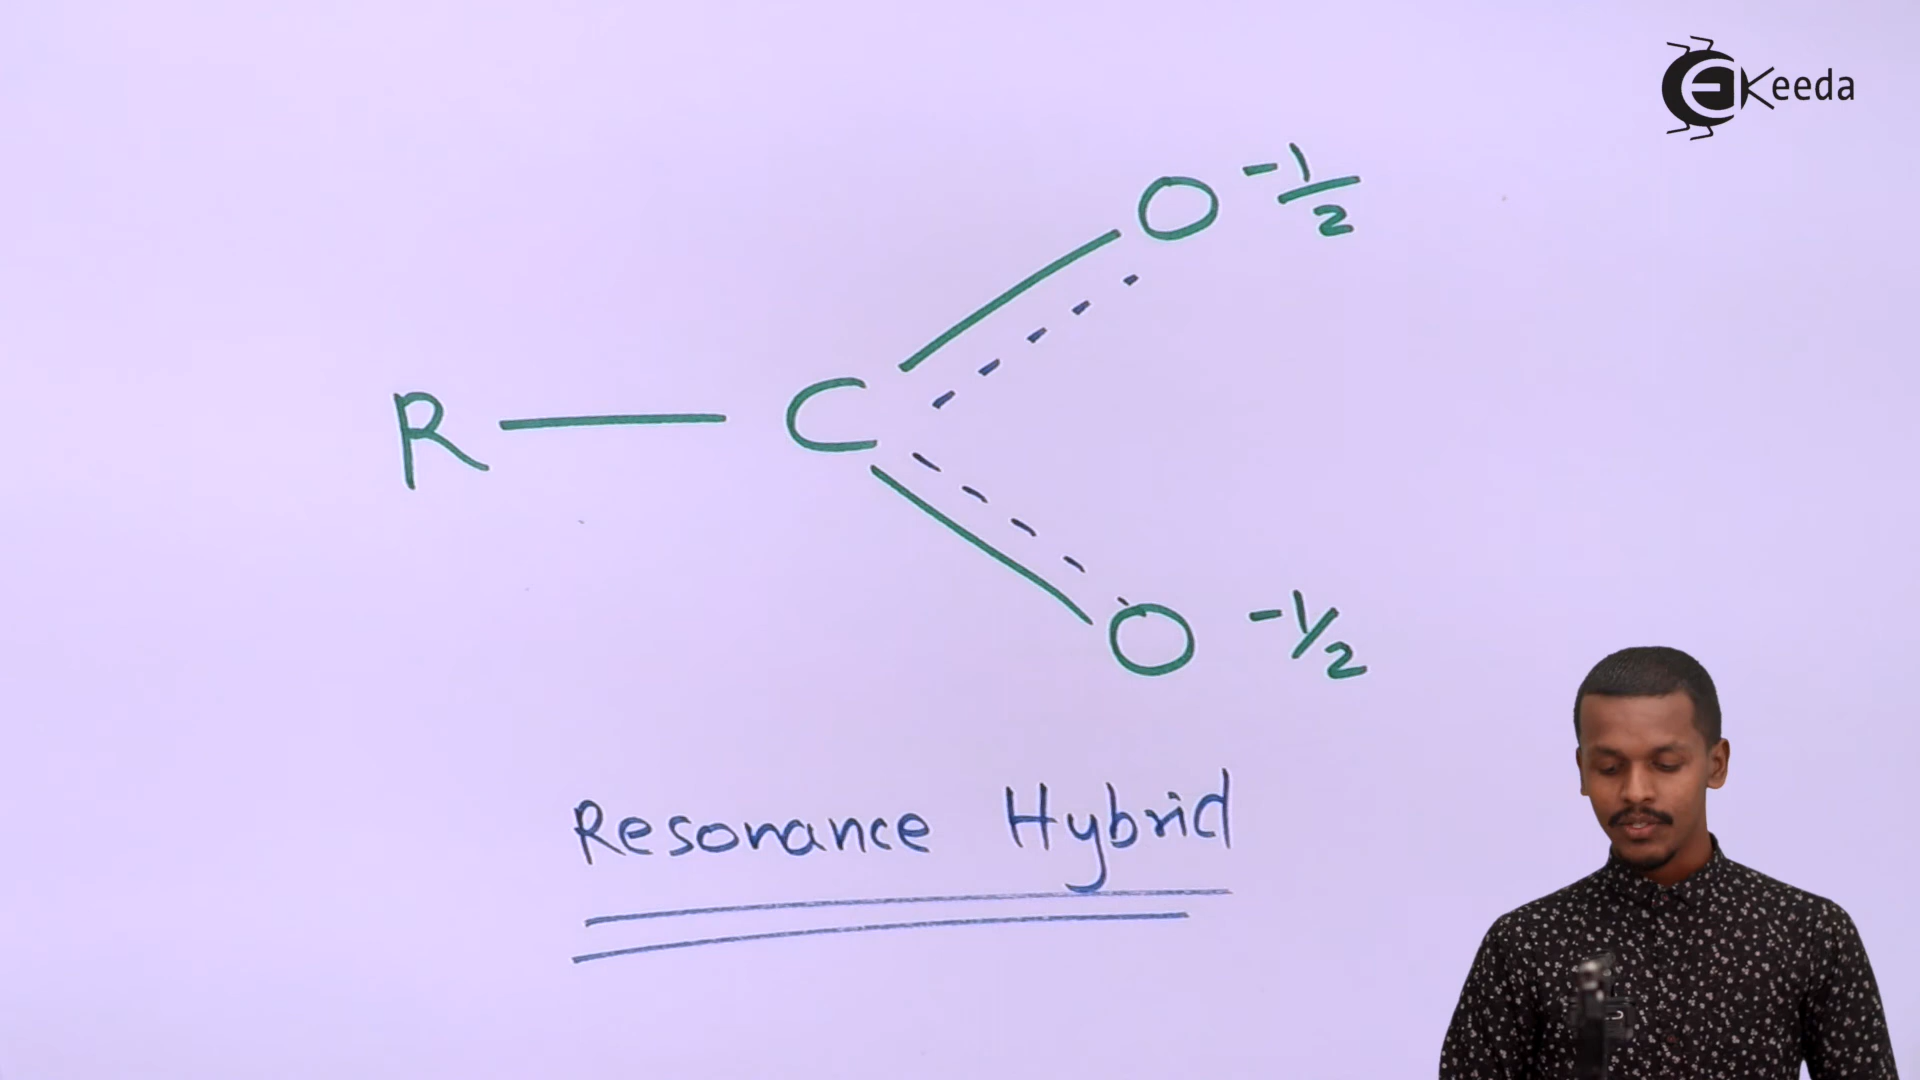 eKeeda
O -1/2
R — C
O -1/2
Resonance Hybrid